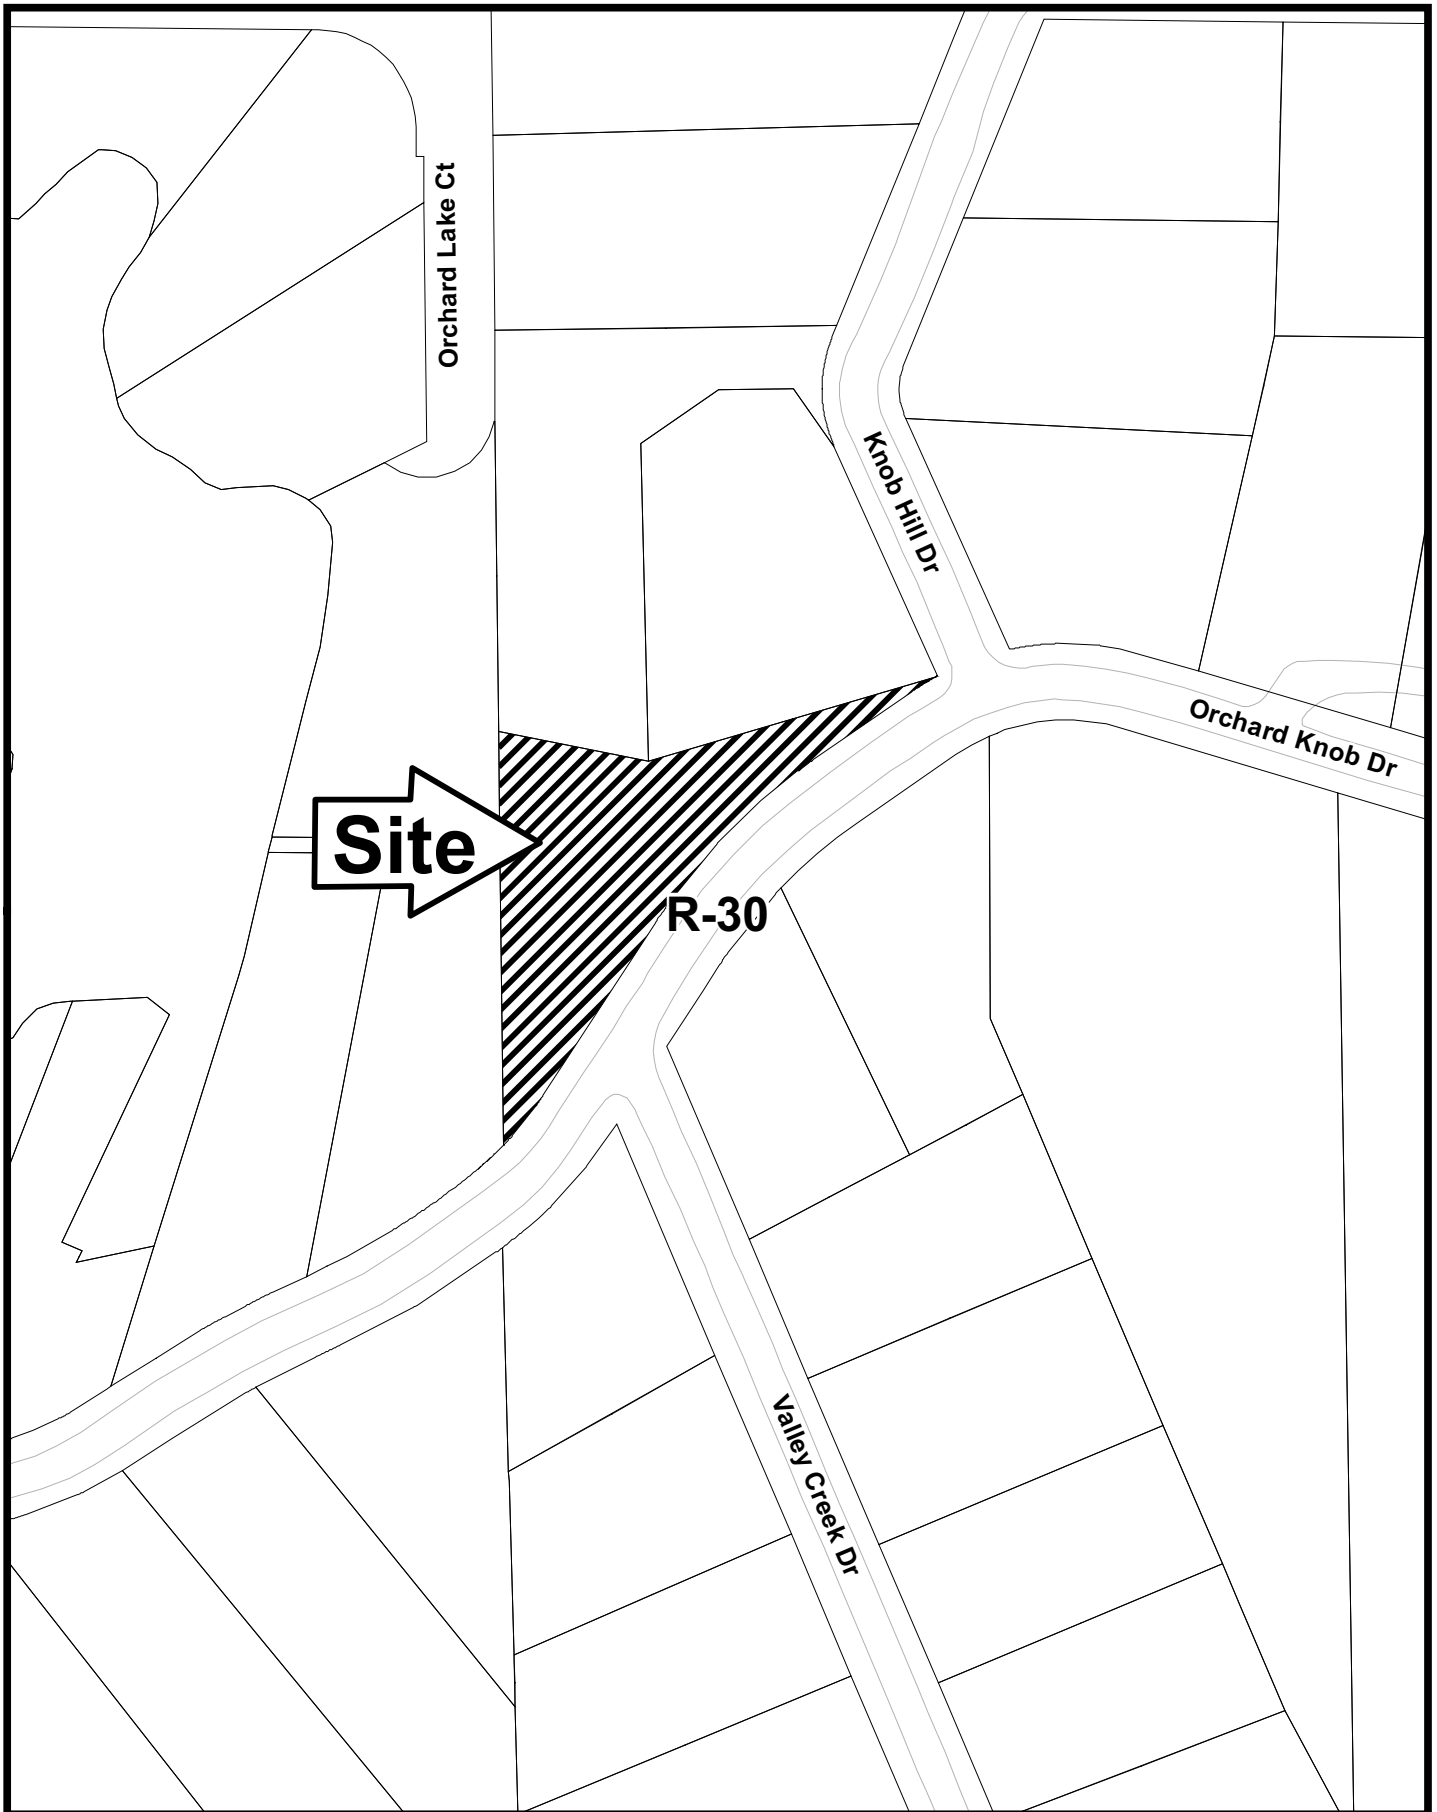 Orchard Lake Ct
Knob Hill Dr
Orchard Knob Dr
Site
R-30
Valley Creek Dr